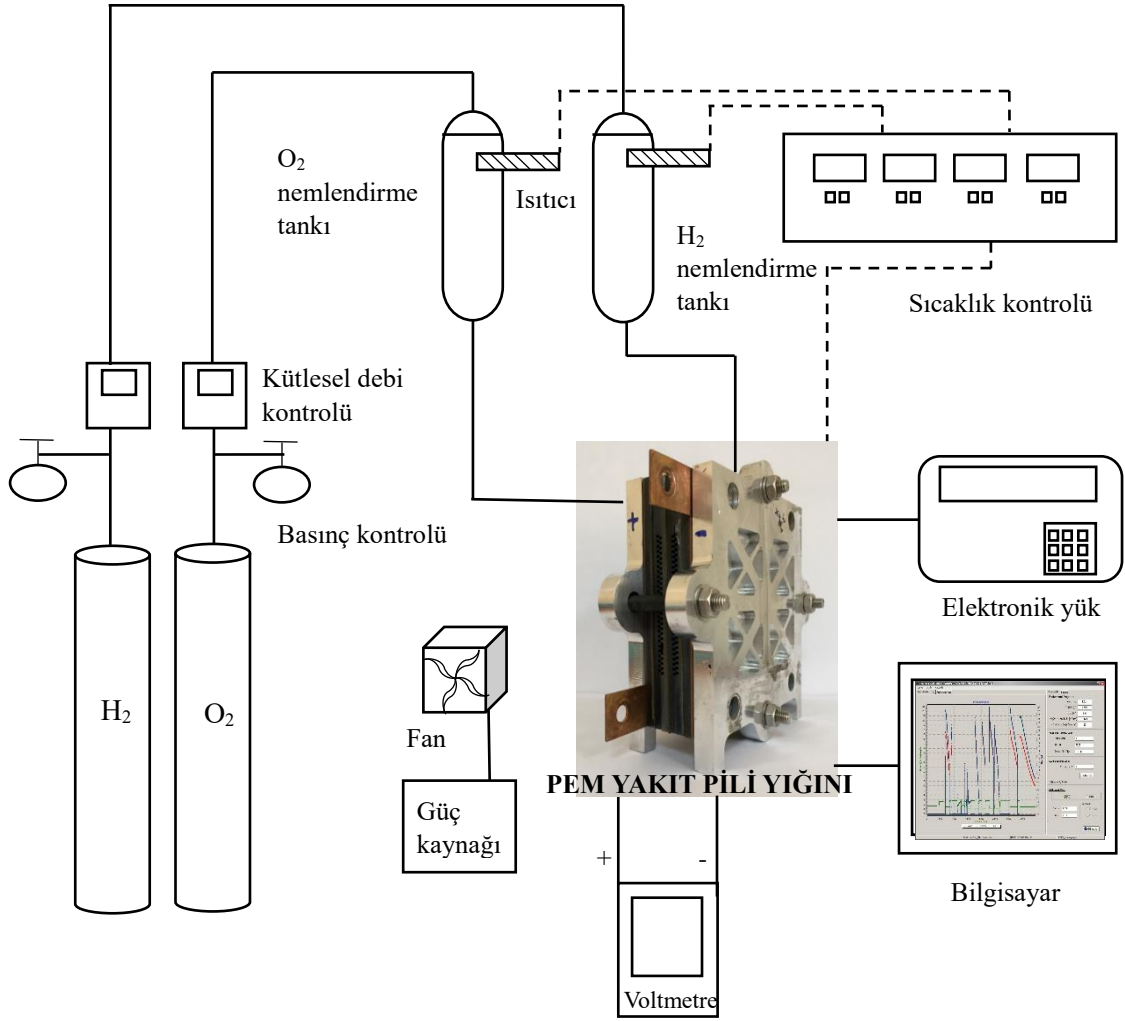 O₂
nemlendirme
tankı
Isıtıcı
H₂
nemlendirme
tankı
Sıcaklık kontrolü
Kütlesel debi
kontrolü
Basınç kontrolü
+
-
Elektronik yük
H₂
O₂
Fan
PEM YAKIT PİLİ YIĞINI
Güç
kaynağı
+
-
Bilgisayar
Voltmetre